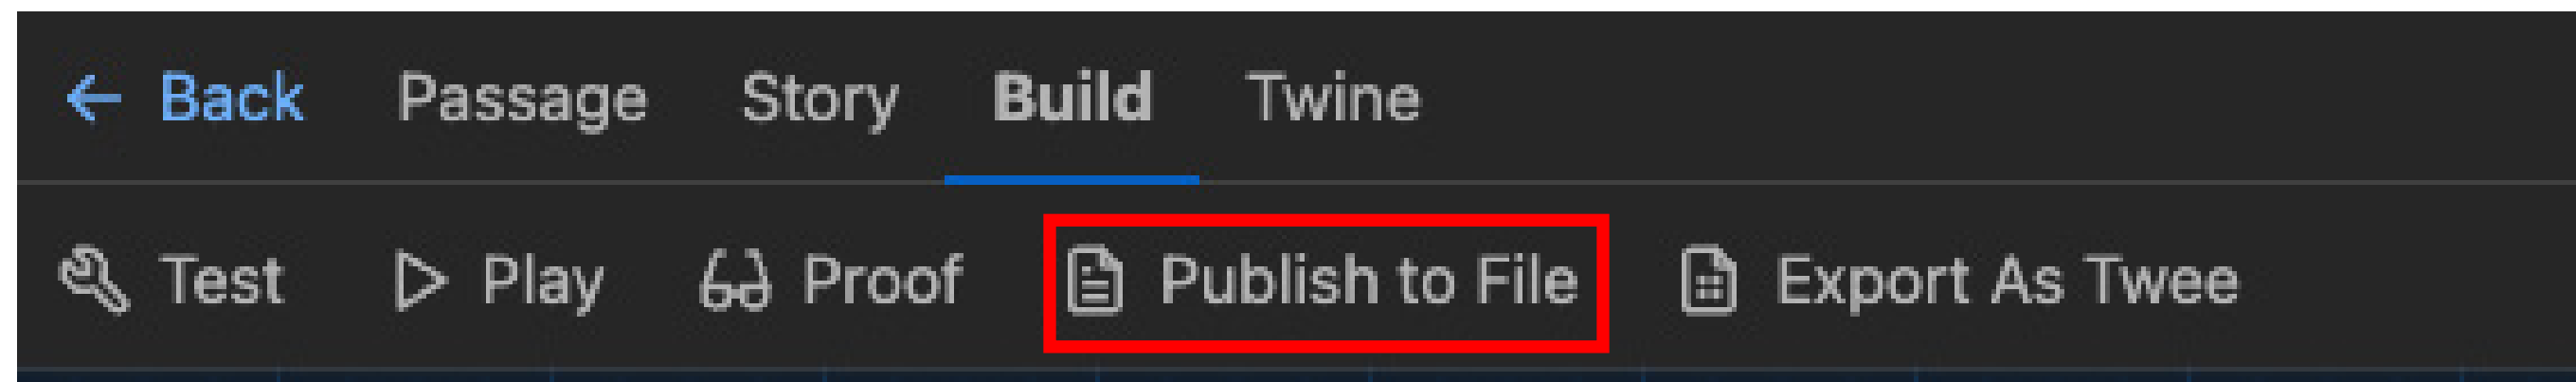 Back Passage Story Build Twine
Test Play Proof Publish to File Export As Twee